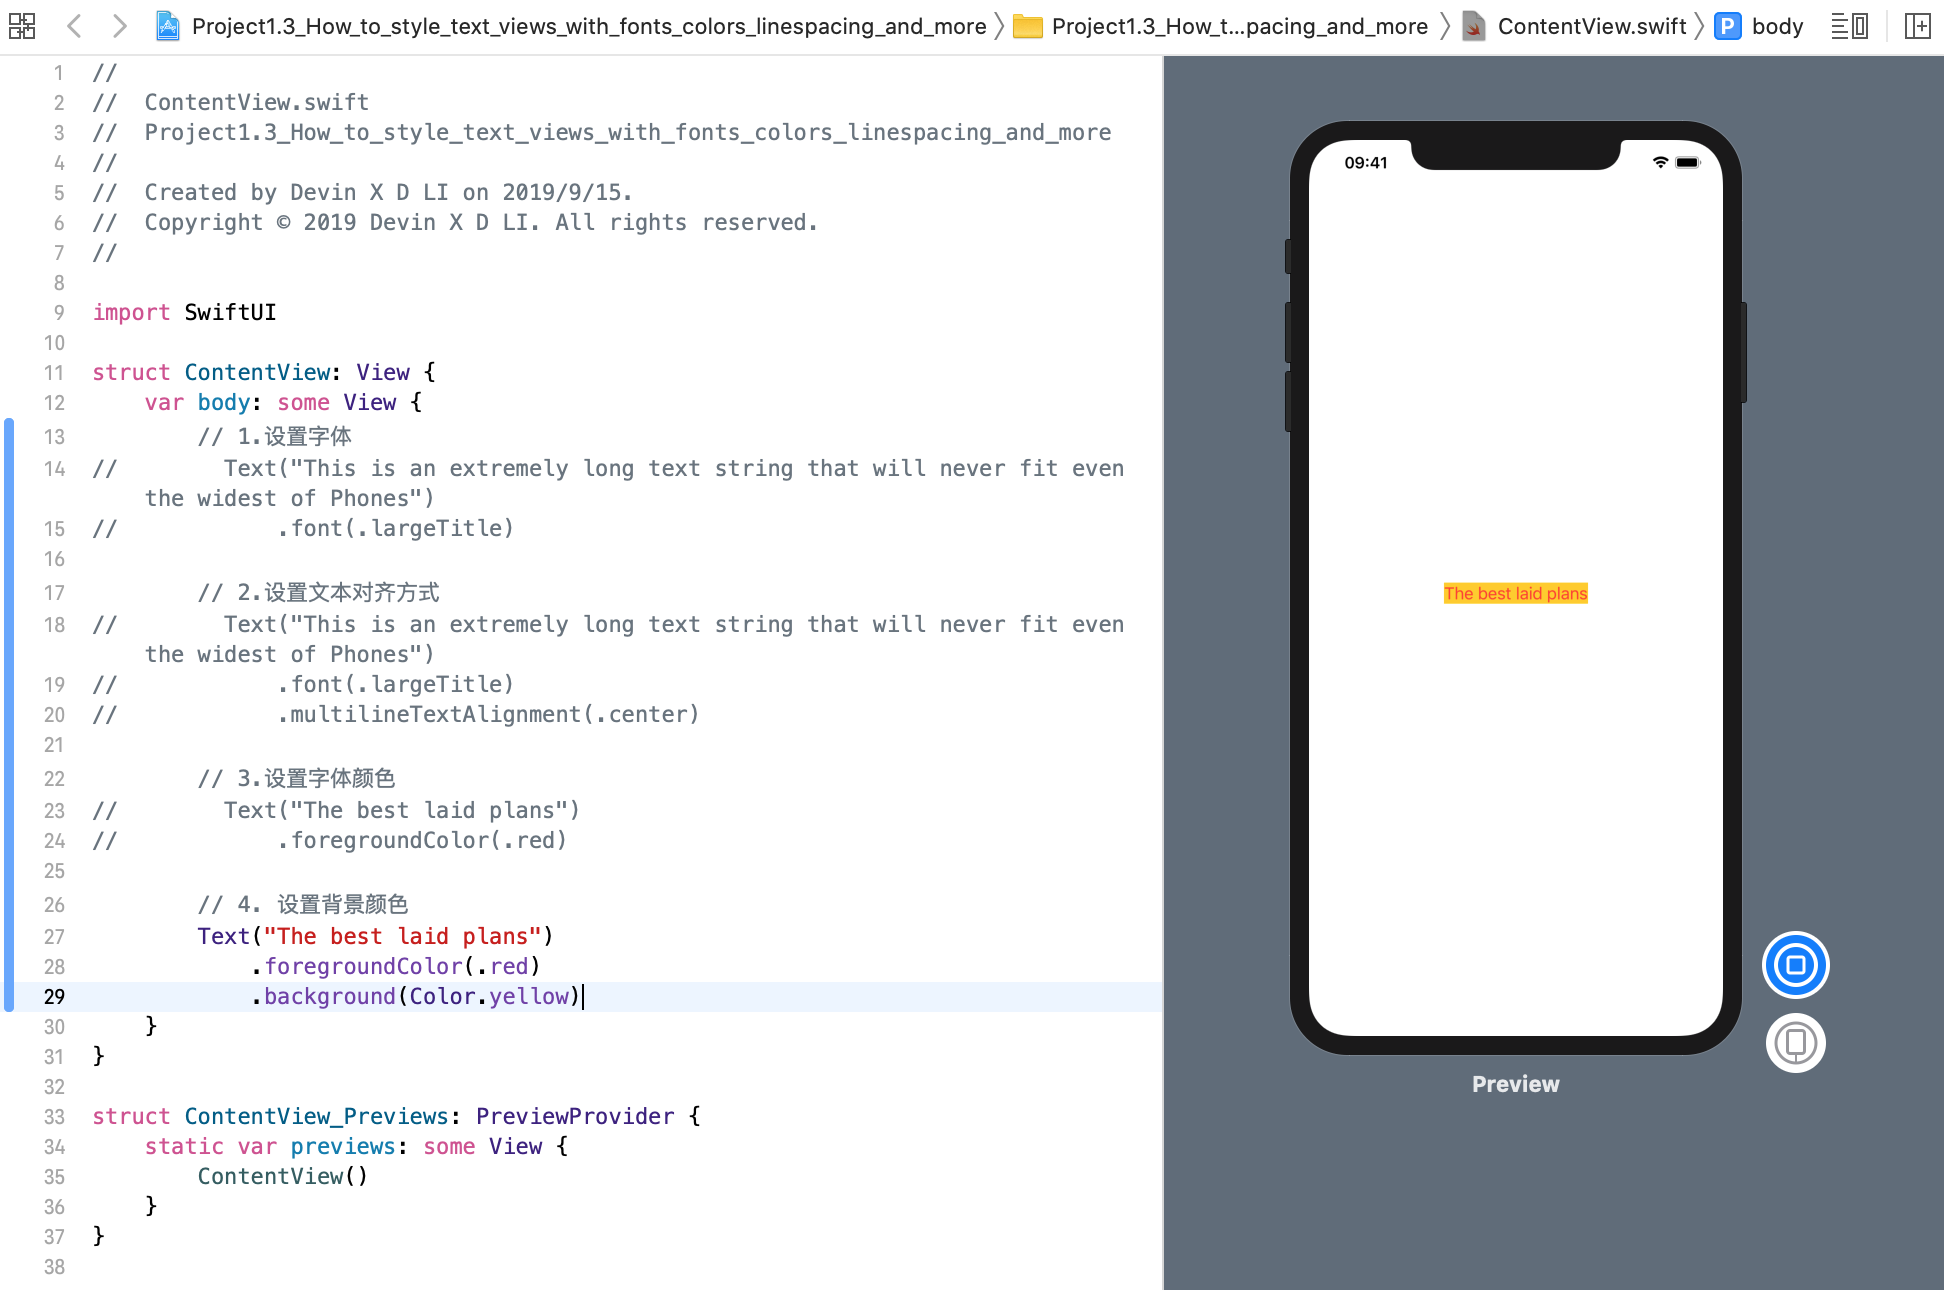 Project1.3_How_to_style_text_views_with_fonts_colors_linespacing_and_more Project1.3_How_t...pacing_and_more ContentView.swift P body
1 //
2 //  ContentView.swift
3 //  Project1.3_How_to_style_text_views_with_fonts_colors_linespacing_and_more
4 //
5 //  Created by Devin X D LI on 2019/9/15.
6 //  Copyright © 2019 Devin X D LI. All rights reserved.
7 //
8
9 import SwiftUI
10
11 struct ContentView: View {
12     var body: some View {
13         // 1.设置字体
14 //        Text("This is an extremely long text string that will never fit even
the widest of Phones")
15 //            .font(.largeTitle)
16
17         // 2.设置文本对齐方式
18 //        Text("This is an extremely long text string that will never fit even
the widest of Phones")
19 //            .font(.largeTitle)
20 //            .multilineTextAlignment(.center)
21
22         // 3.设置字体颜色
23 //        Text("The best laid plans")
24 //            .foregroundColor(.red)
25
26         // 4. 设置背景颜色
27         Text("The best laid plans")
28             .foregroundColor(.red)
29             .background(Color.yellow)
30     }
31 }
32
33 struct ContentView_Previews: PreviewProvider {
34     static var previews: some View {
35         ContentView()
36     }
37 }
38
09:41
The best laid plans
Preview